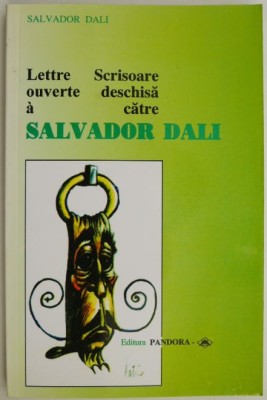 SALVADOR DALI
Lettre Scrisoare
ouverte deschisă
à către
SALVADOR DALI
Editura PANDORA -